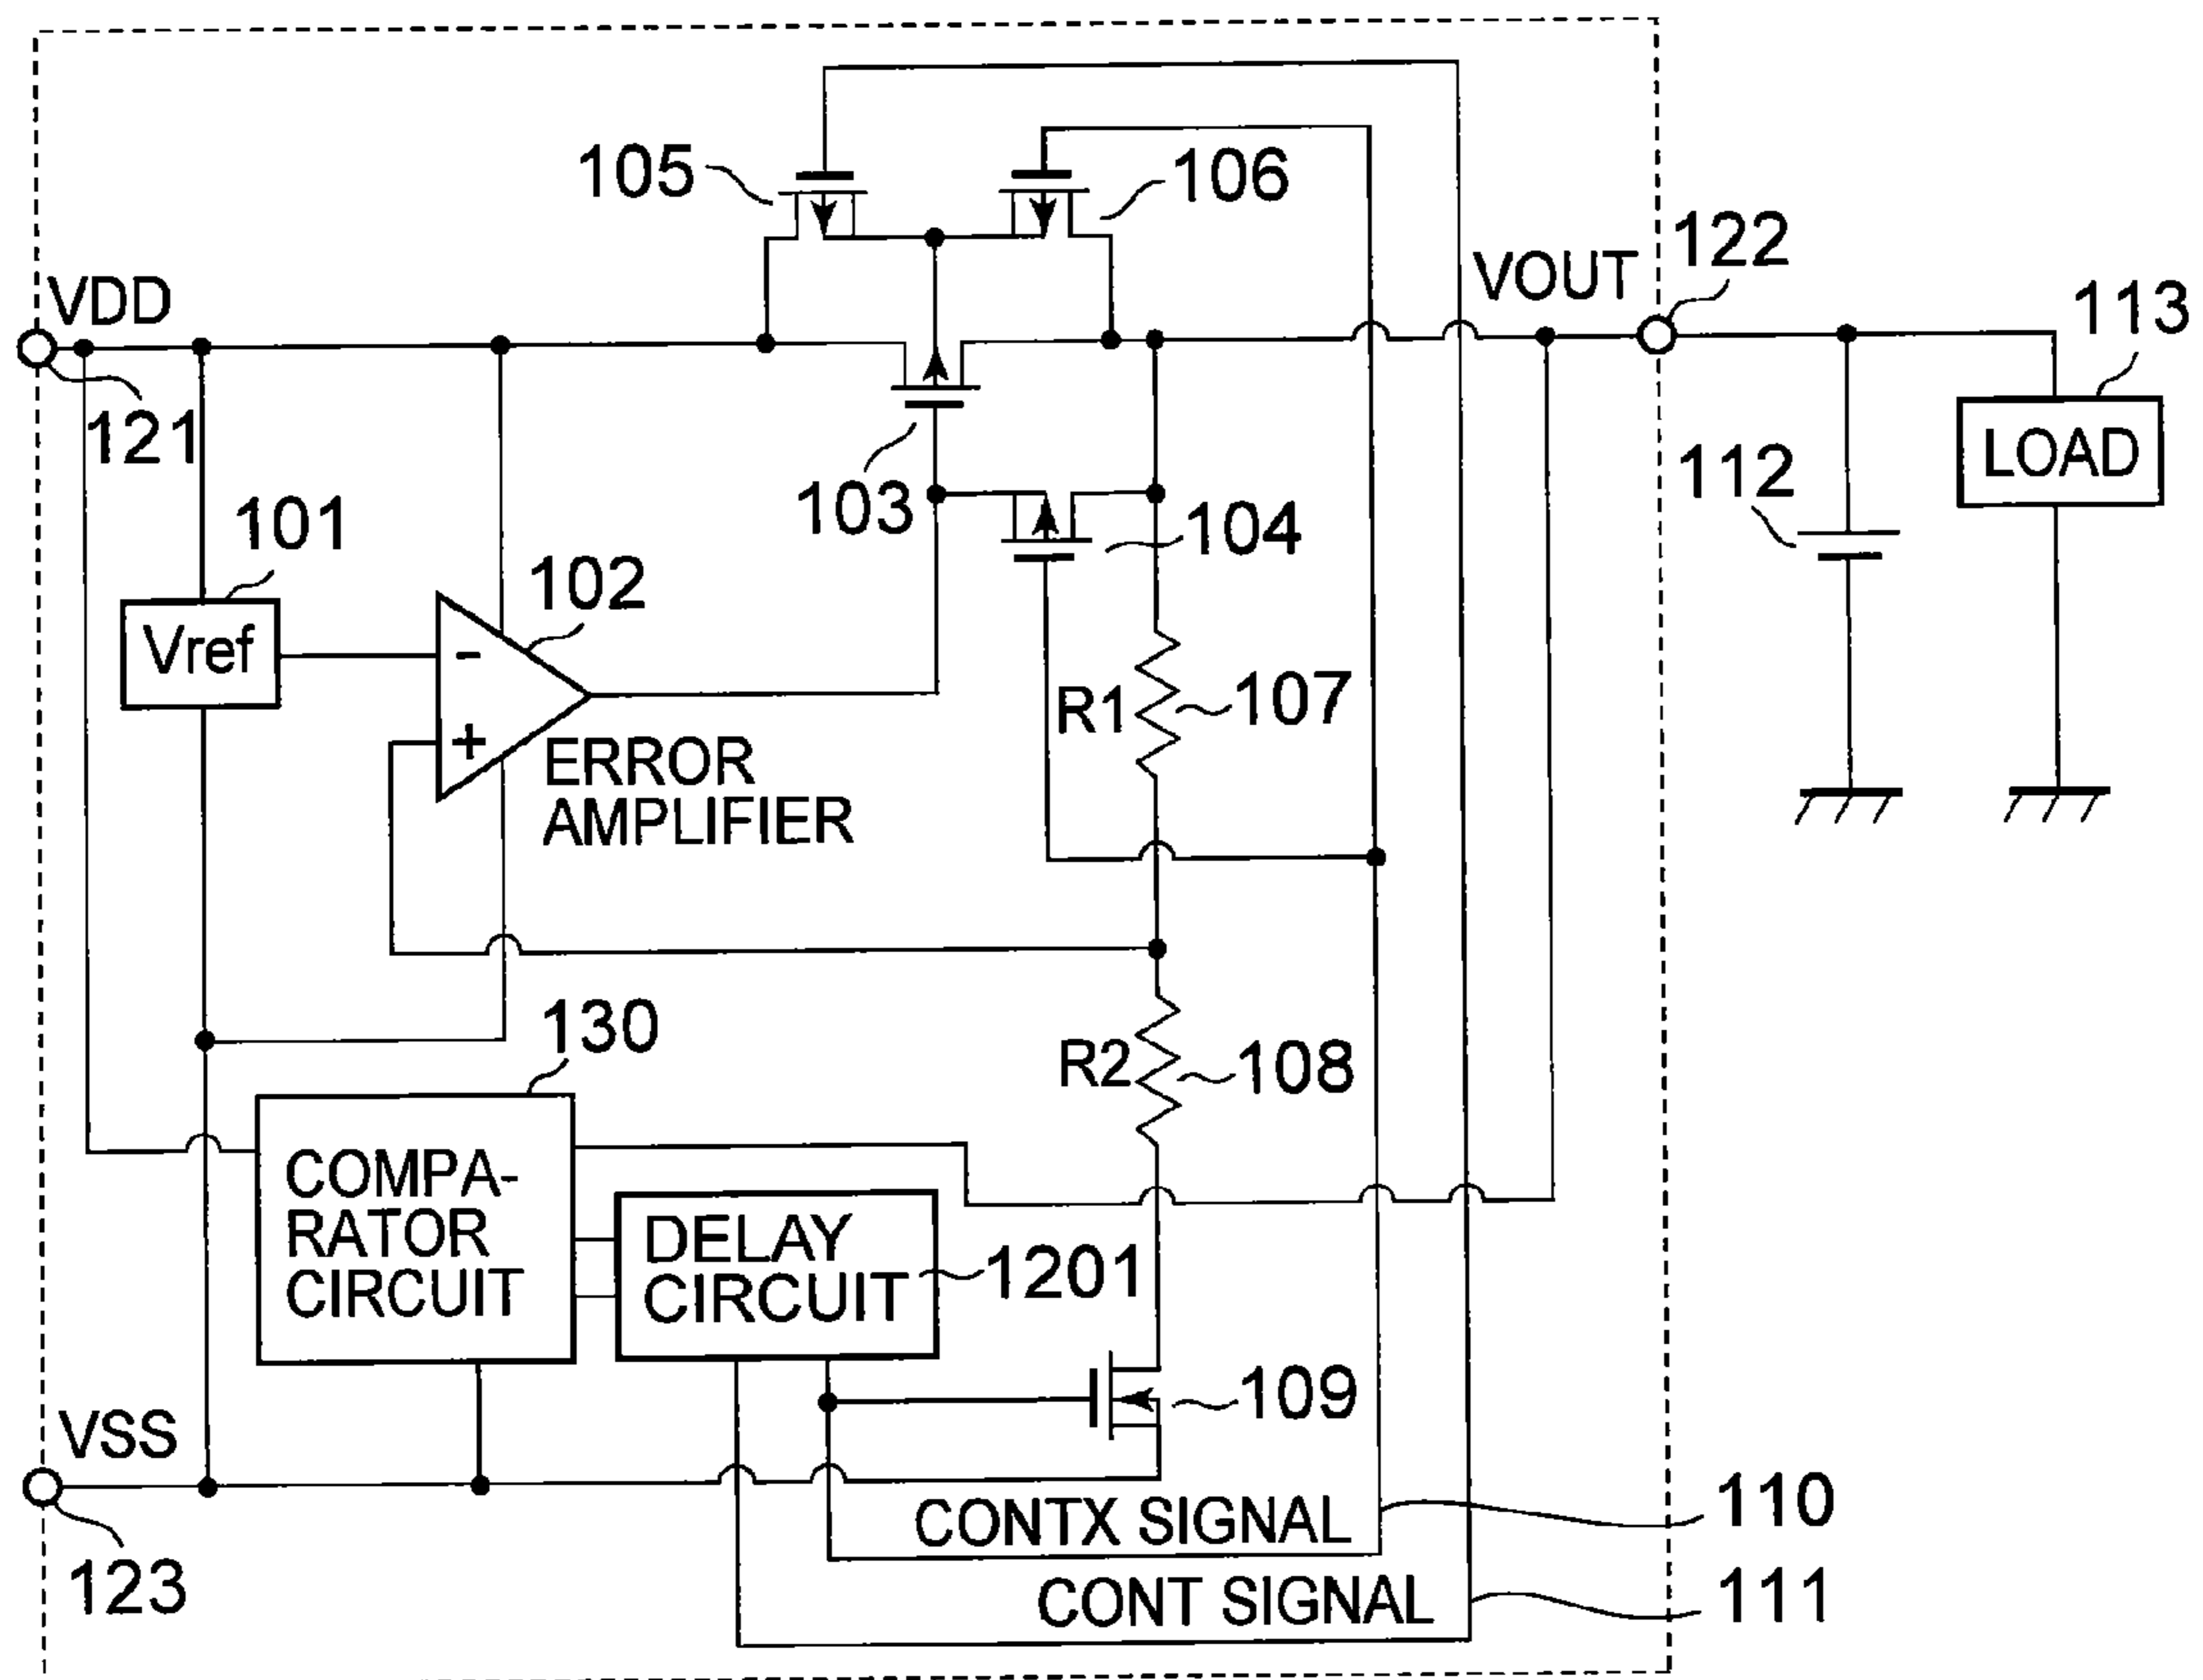 105
106
VDD
VOUT
122
113
121
LOAD
112
103
104
101
Vref
102
-
+
ERROR
AMPLIFIER
R1
107
130
R2
108
COMPA-
RATOR
CIRCUIT
DELAY
CIRCUIT
1201
109
VSS
123
CONTX SIGNAL
110
CONT SIGNAL
111